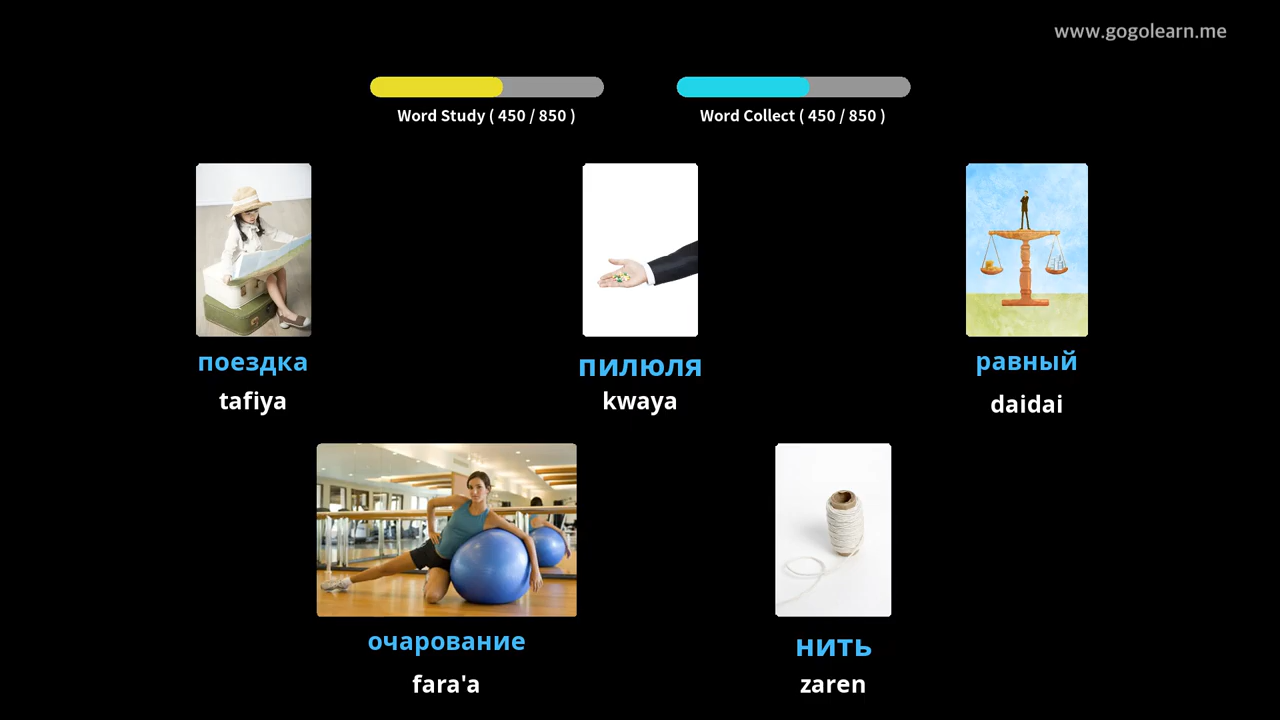 www.gogolearn.me
Word Study ( 450 / 850 )
Word Collect ( 450 / 850 )
поездка
tafiya
пилюля
kwaya
равный
daidai
очарование
fara'a
нить
zaren